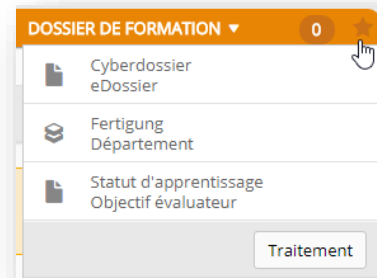 DOSSIER DE FORMATION ▼ 0
Cyberdossier
eDossier
Fertigung
Département
Statut d'apprentissage
Objectif évaluateur
Traitement